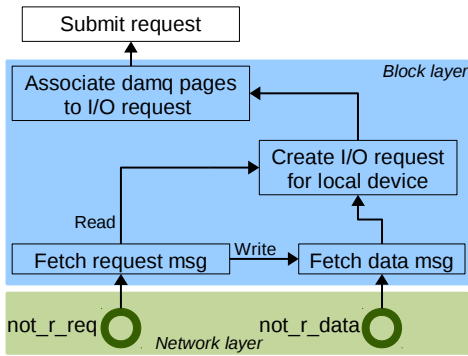 Submit request
Block layer
Associate damq pages
to I/O request
Create I/O request
for local device
Read
Write
Fetch request msg
Fetch data msg
not_r_req
not_r_data
Network layer